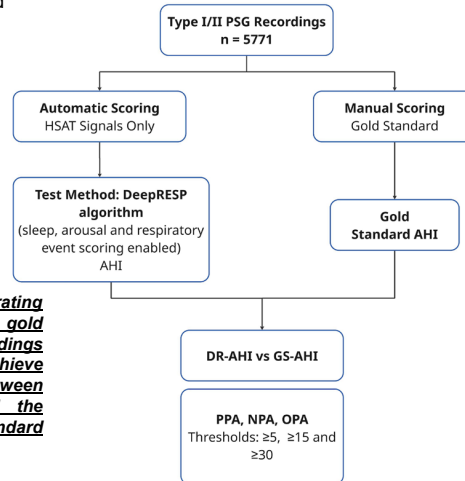 Type I/II PSG Recordings
n = 5771
Automatic Scoring
HSAT Signals Only
Manual Scoring
Gold Standard
Test Method: DeepRESP
algorithm
(sleep, arousal and respiratory
event scoring enabled)
AHI
Gold
Standard AHI
rating
gold
dings
hieve
ween
the
ndard
DR-AHI vs GS-AHI
PPA, NPA, OPA
Thresholds: ≥5, ≥15 and
≥30